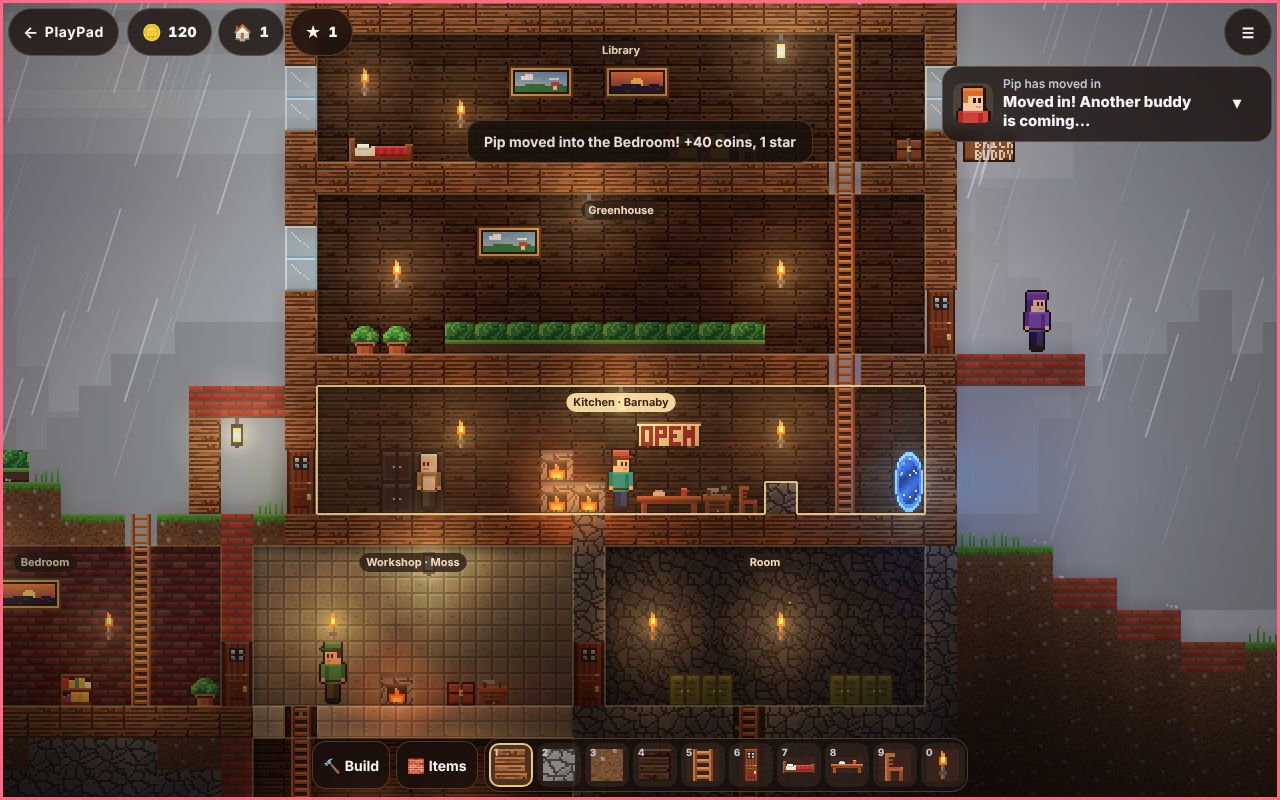 ← PlayPad
120
1
★ 1
Library
Pip has moved in
Moved in! Another buddy
is coming...
BRICK
BUDDY
Pip moved into the Bedroom! +40 coins, 1 star
Greenhouse
Kitchen · Barnaby
OPEN
Bedroom
Workshop · Moss
Room
Build
Items
1
2
3
4
5
6
7
8
9
0